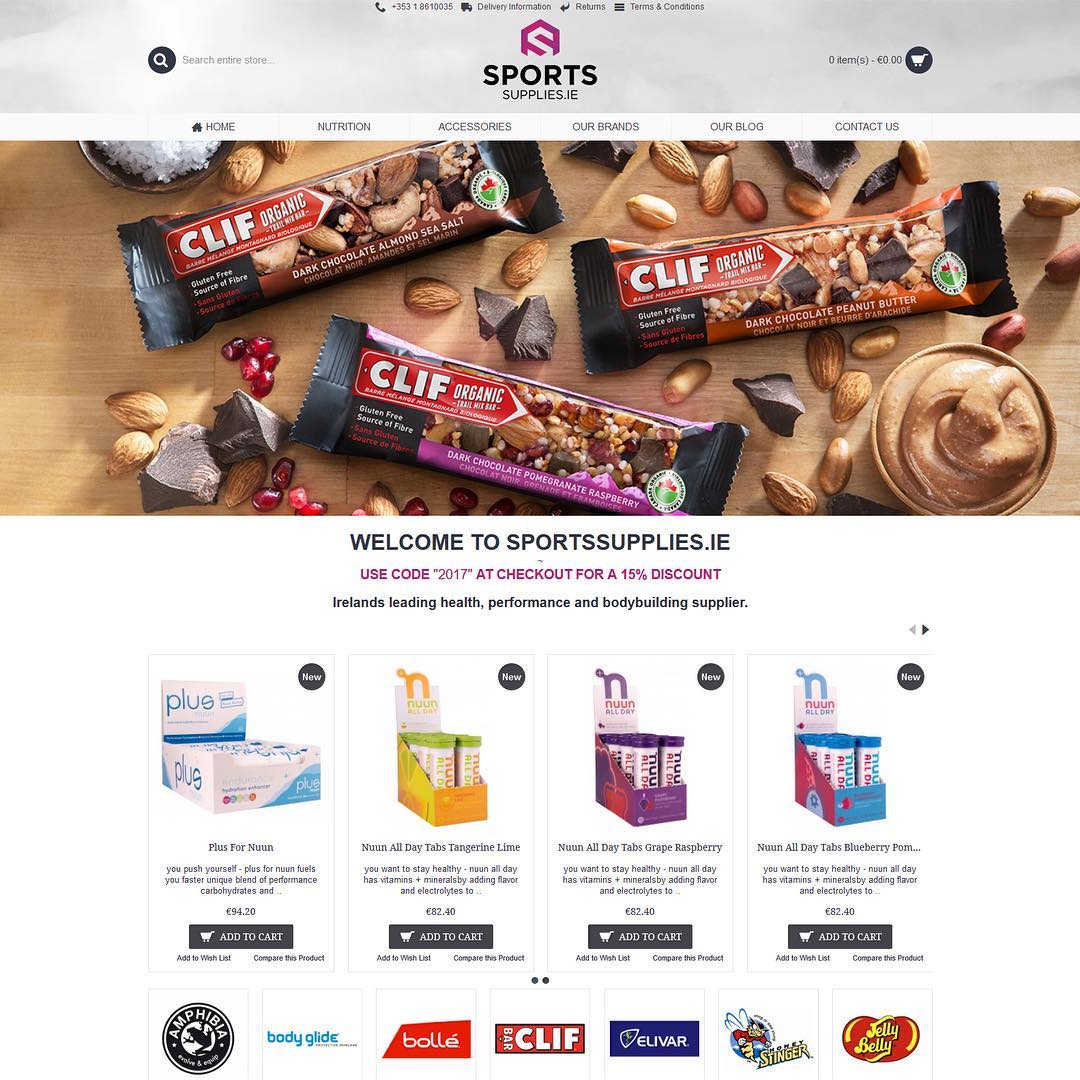 +353 1 8610035 Delivery Information Returns Terms & Conditions
Search entire store...
SPORTS
SUPPLIES.IE
0 item(s) - €0.00
HOME NUTRITION ACCESSORIES OUR BRANDS OUR BLOG CONTACT US
CLIF ORGANIC
TRAIL MIX BAR
BARRE MÉLANGE MONTAGNARD BIOLOGIQUE
Gluten Free
Source of Fibre
Sans Gluten
Source de Fibres
DARK CHOCOLATE ALMOND SEA SALT
CHOCOLAT NOIR, AMANDES ET SEL MARIN
CLIF ORGANIC
TRAIL MIX BAR
BARRE MÉLANGE MONTAGNARD BIOLOGIQUE
Gluten Free
Source of Fibre
Sans Gluten
Source de Fibres
DARK CHOCOLATE PEANUT BUTTER
CHOCOLAT NOIR ET BEURRE D'ARACHIDE
CLIF ORGANIC
TRAIL MIX BAR
BARRE MÉLANGE MONTAGNARD BIOLOGIQUE
Gluten Free
Source of Fibre
Sans Gluten
Source de Fibres
DARK CHOCOLATE POMEGRANATE RASPBERRY
CHOCOLAT NOIR, GRENADE ET FRAMBOISES
WELCOME TO SPORTSSUPPLIES.IE
~
USE CODE "2017" AT CHECKOUT FOR A 15% DISCOUNT
Irelands leading health, performance and bodybuilding supplier.
New
plus
nuun
plus
endurance
hydration enhancer
plus
Plus For Nuun
you push yourself - plus for nuun fuels
you faster unique blend of performance
carbohydrates and ..
€94.20
ADD TO CART
Add to Wish List Compare this Product
New
nuun
ALL DAY
Nuun All Day Tabs Tangerine Lime
you want to stay healthy - nuun all day
has vitamins + mineralsby adding flavor
and electrolytes to ..
€82.40
ADD TO CART
Add to Wish List Compare this Product
New
nuun
ALL DAY
Nuun All Day Tabs Grape Raspberry
you want to stay healthy - nuun all day
has vitamins + mineralsby adding flavor
and electrolytes to ..
€82.40
ADD TO CART
Add to Wish List Compare this Product
New
nuun
ALL DAY
Nuun All Day Tabs Blueberry Pom...
you want to stay healthy - nuun all day
has vitamins + mineralsby adding flavor
and electrolytes to ..
€82.40
ADD TO CART
Add to Wish List Compare this Product
AMPHIBIA
evolve & equip
body glide
bollé
CLIF BAR
ELIVAR
HONEY
STINGER
Jelly
Belly